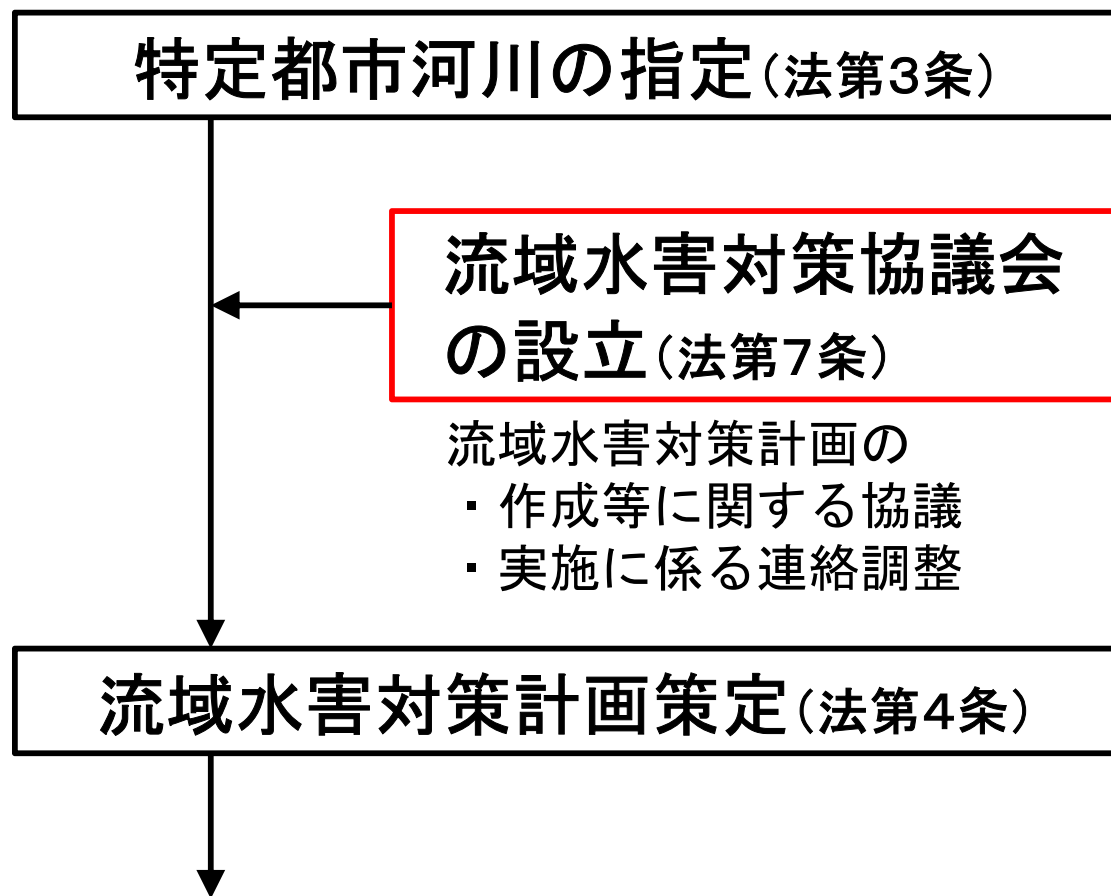 特定都市河川の指定(法第3条)
流域水害対策協議会
の設立(法第7条)
流域水害対策計画の
・作成等に関する協議
・実施に係る連絡調整
流域水害対策計画策定(法第4条)